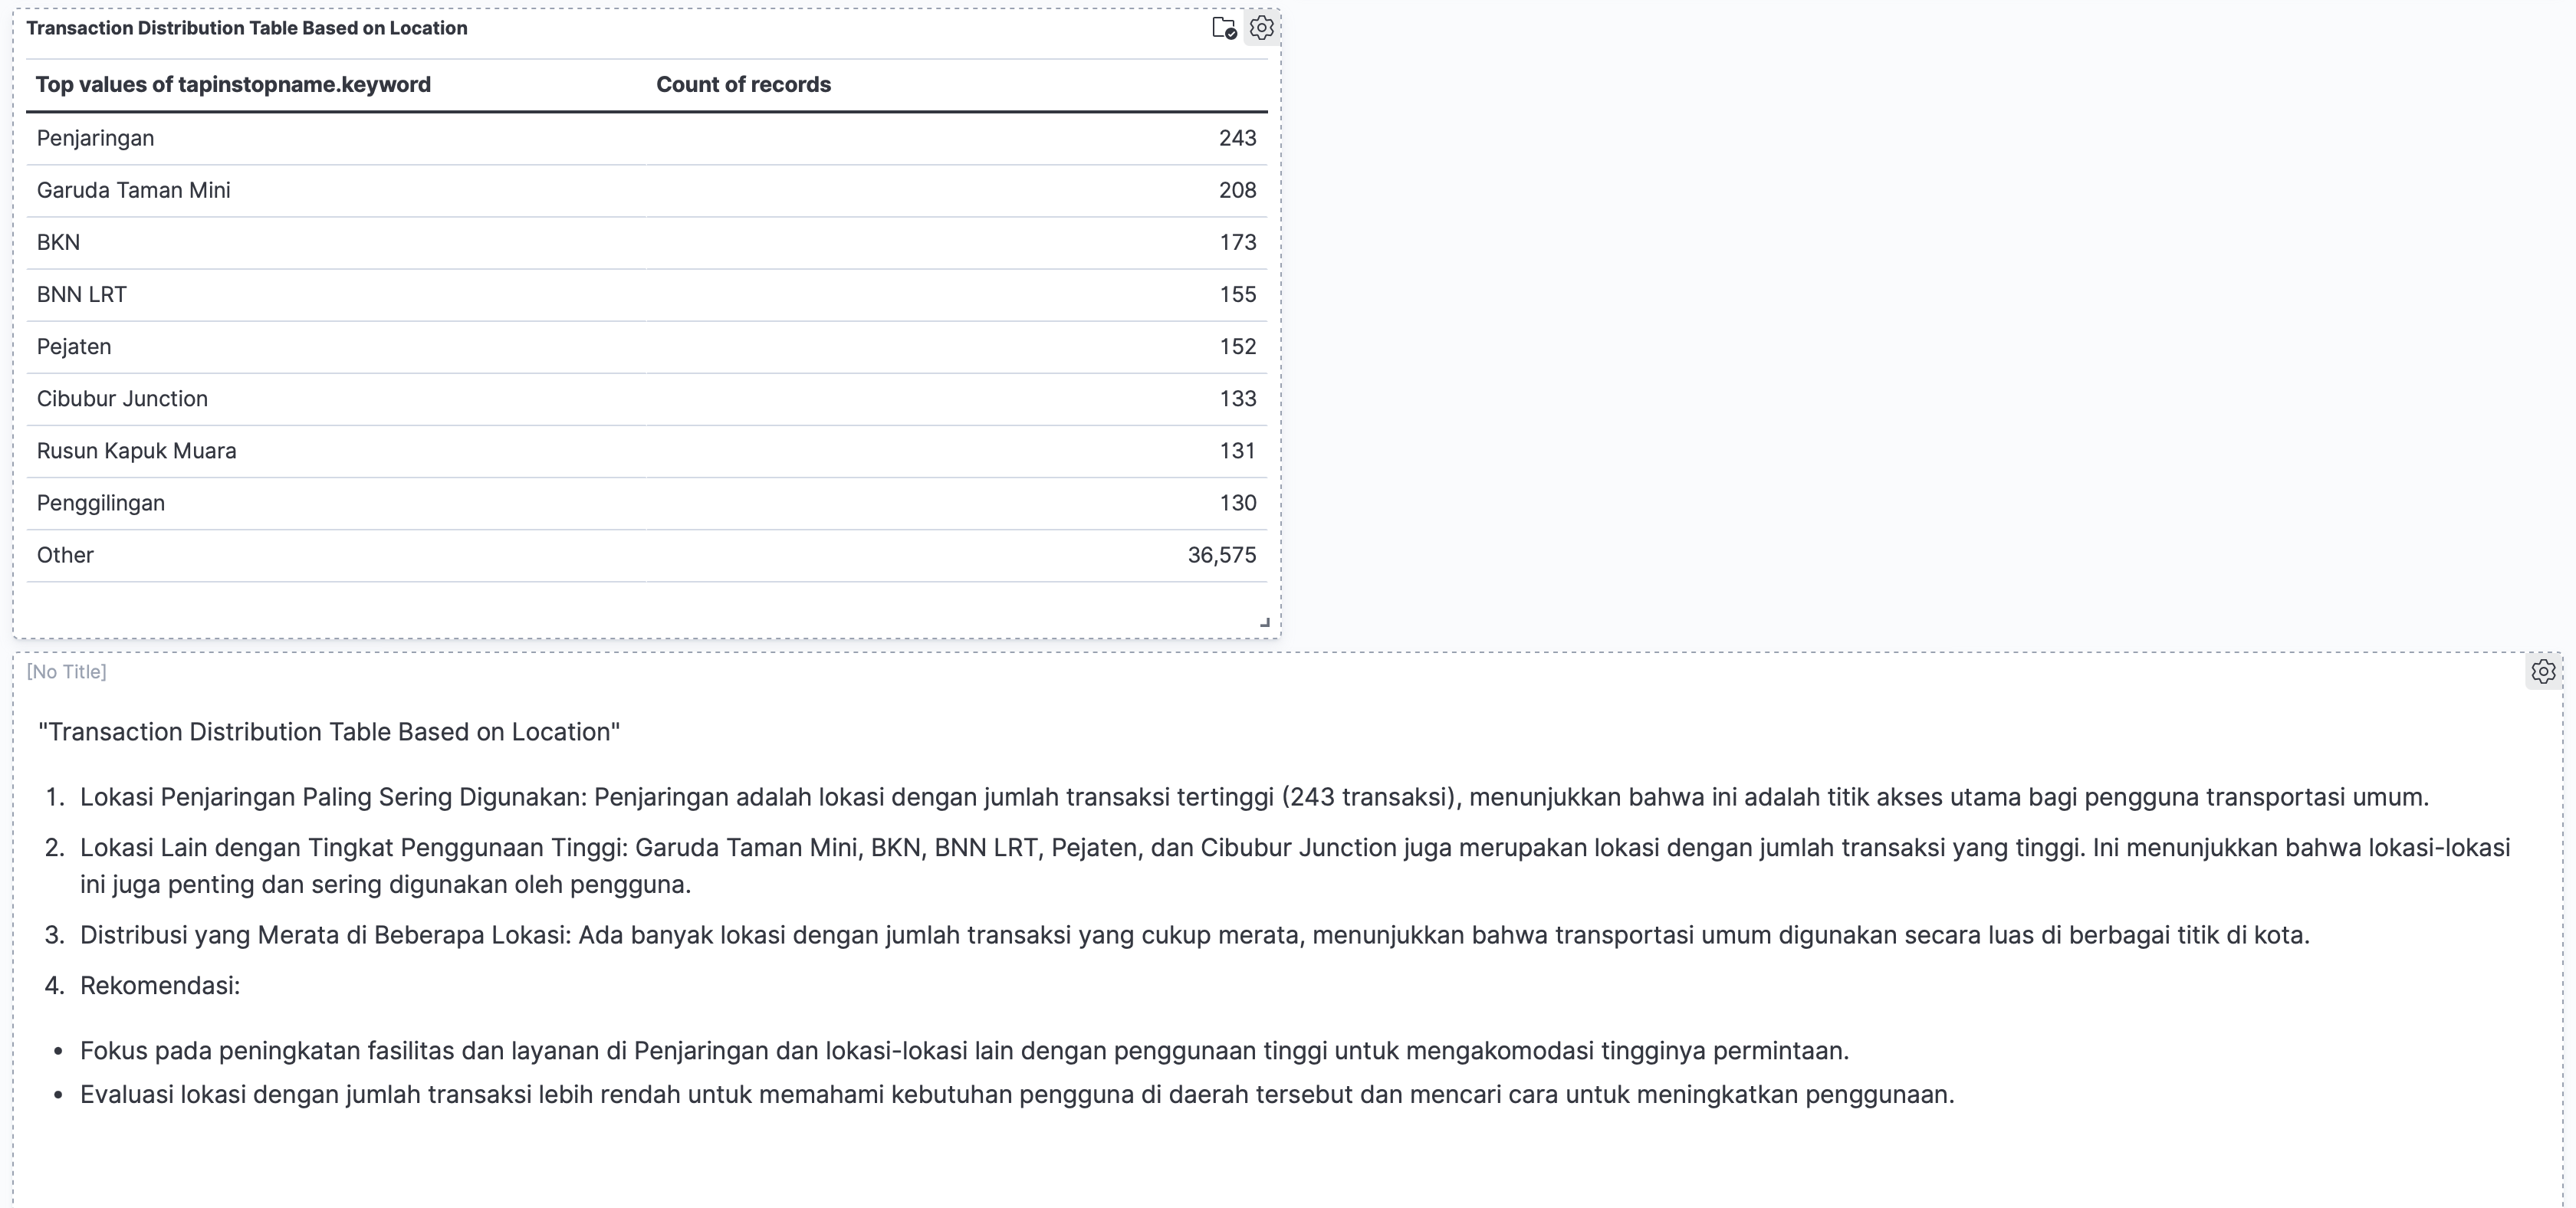 Transaction Distribution Table Based on Location
Top values of tapinstopname.keyword Count of records
Penjaringan 243
Garuda Taman Mini 208
BKN 173
BNN LRT 155
Pejaten 152
Cibubur Junction 133
Rusun Kapuk Muara 131
Penggilingan 130
Other 36,575
[No Title]
"Transaction Distribution Table Based on Location"
1. Lokasi Penjaringan Paling Sering Digunakan: Penjaringan adalah lokasi dengan jumlah transaksi tertinggi (243 transaksi), menunjukkan bahwa ini adalah titik akses utama bagi pengguna transportasi umum.
2. Lokasi Lain dengan Tingkat Penggunaan Tinggi: Garuda Taman Mini, BKN, BNN LRT, Pejaten, dan Cibubur Junction juga merupakan lokasi dengan jumlah transaksi yang tinggi. Ini menunjukkan bahwa lokasi-lokasi
ini juga penting dan sering digunakan oleh pengguna.
3. Distribusi yang Merata di Beberapa Lokasi: Ada banyak lokasi dengan jumlah transaksi yang cukup merata, menunjukkan bahwa transportasi umum digunakan secara luas di berbagai titik di kota.
4. Rekomendasi:
• Fokus pada peningkatan fasilitas dan layanan di Penjaringan dan lokasi-lokasi lain dengan penggunaan tinggi untuk mengakomodasi tingginya permintaan.
• Evaluasi lokasi dengan jumlah transaksi lebih rendah untuk memahami kebutuhan pengguna di daerah tersebut dan mencari cara untuk meningkatkan penggunaan.